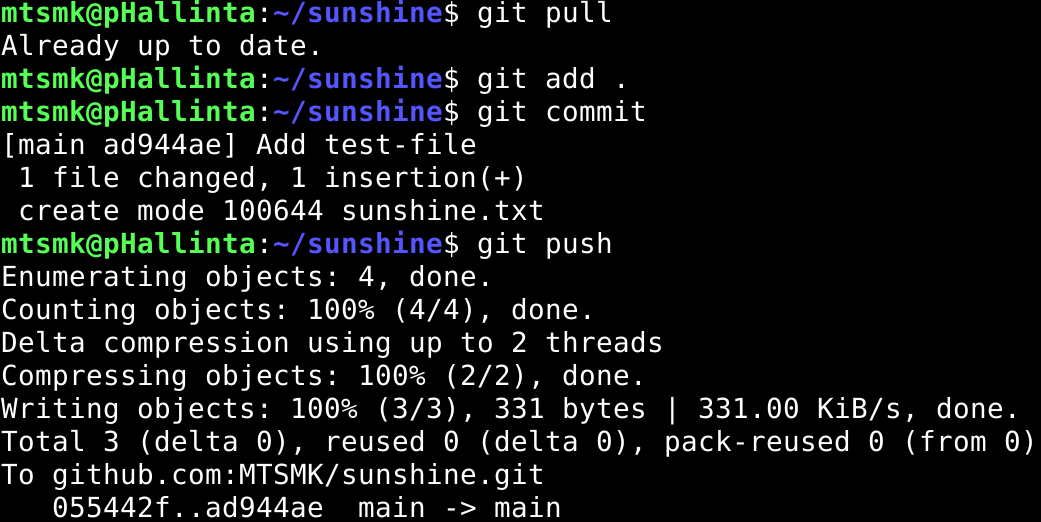 mtsmk@pHallinta:~/sunshine$ git pull
Already up to date.
mtsmk@pHallinta:~/sunshine$ git add .
mtsmk@pHallinta:~/sunshine$ git commit
[main ad944ae] Add test-file
 1 file changed, 1 insertion(+)
 create mode 100644 sunshine.txt
mtsmk@pHallinta:~/sunshine$ git push
Enumerating objects: 4, done.
Counting objects: 100% (4/4), done.
Delta compression using up to 2 threads
Compressing objects: 100% (2/2), done.
Writing objects: 100% (3/3), 331 bytes | 331.00 KiB/s, done.
Total 3 (delta 0), reused 0 (delta 0), pack-reused 0 (from 0)
To github.com:MTSMK/sunshine.git
   055442f..ad944ae  main -> main